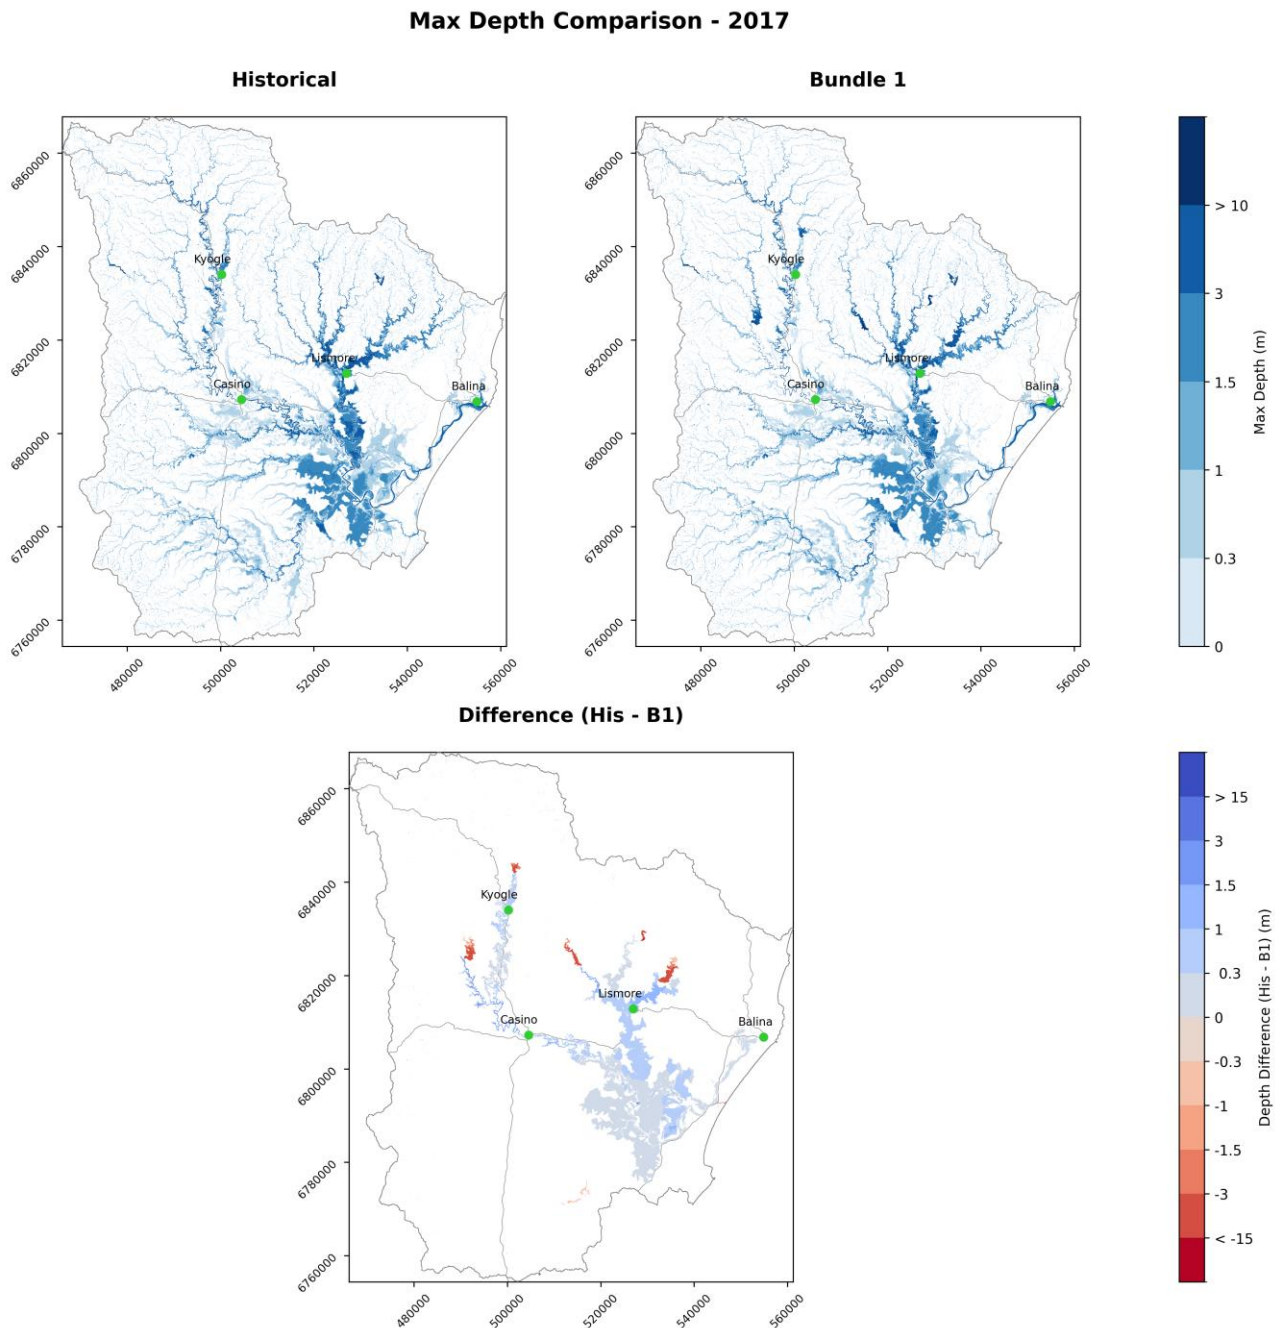 Max Depth Comparison - 2017
Historical
Bundle 1
6860000
6840000
6820000
6800000
6780000
6760000
480000
500000
520000
540000
560000
Kyogle
Lismore
Casino
Balina
6860000
6840000
6820000
6800000
6780000
6760000
480000
500000
520000
540000
560000
Kyogle
Lismore
Casino
Balina
> 10
3
1.5
1
0.3
0
Max Depth (m)
Difference (His - B1)
6860000
6840000
6820000
6800000
6780000
6760000
480000
500000
520000
540000
560000
Kyogle
Lismore
Casino
Balina
> 15
3
1.5
1
0.3
0
-0.3
-1
-1.5
-3
< -15
Depth Difference (His - B1) (m)